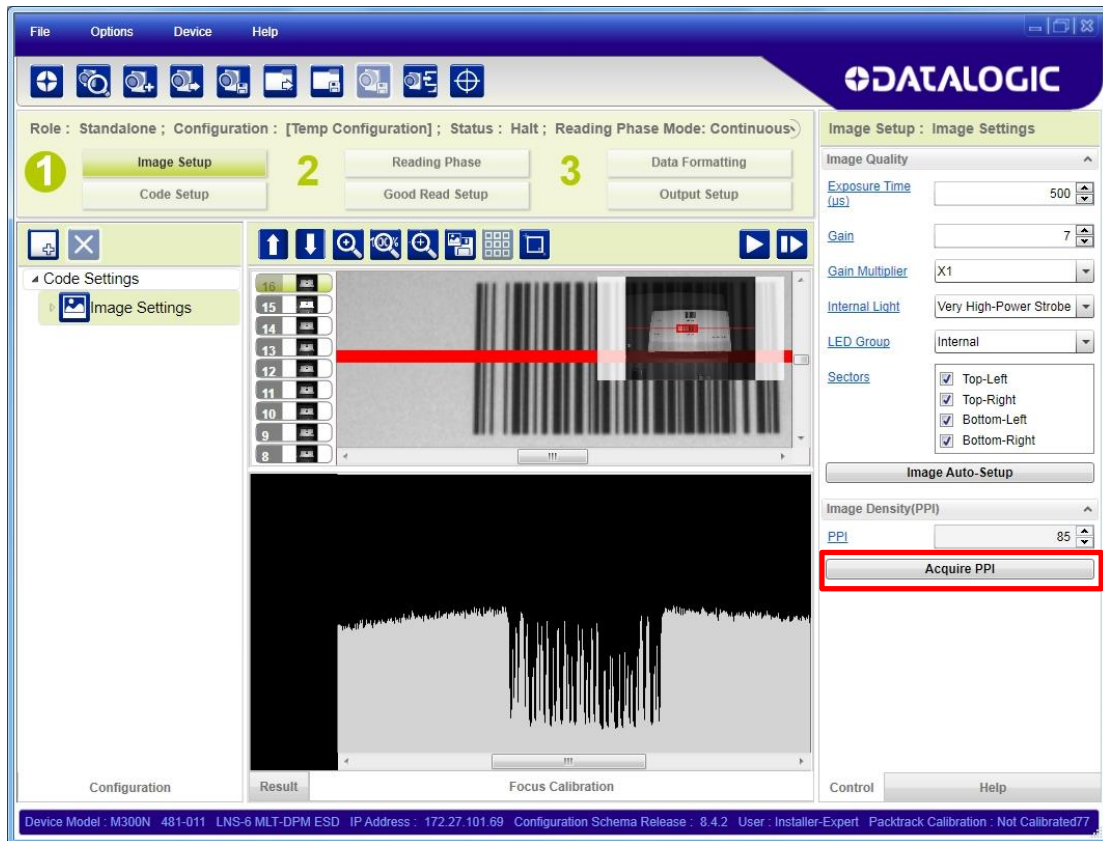 File Options Device Help
DATALOGIC
Role : Standalone ; Configuration : [Temp Configuration] ; Status : Halt ; Reading Phase Mode: Continuous
Image Setup : Image Settings
1
Image Setup
Code Setup
2
Reading Phase
Good Read Setup
3
Data Formatting
Output Setup
100%
Code Settings
Image Settings
16
15
14
13
12
11
10
9
8
Image Quality
Exposure Time (µs) 500
Gain 7
Gain Multiplier X1
Internal Light Very High-Power Strobe
LED Group Internal
Sectors
Top-Left
Top-Right
Bottom-Left
Bottom-Right
Image Auto-Setup
Image Density(PPI)
PPI 85
Acquire PPI
Configuration
Result Focus Calibration
Control Help
Device Model : M300N 481-011 LNS-6 MLT-DPM ESD IP Address : 172.27.101.69 Configuration Schema Release : 8.4.2 User : Installer-Expert Packtrack Calibration : Not Calibrated77